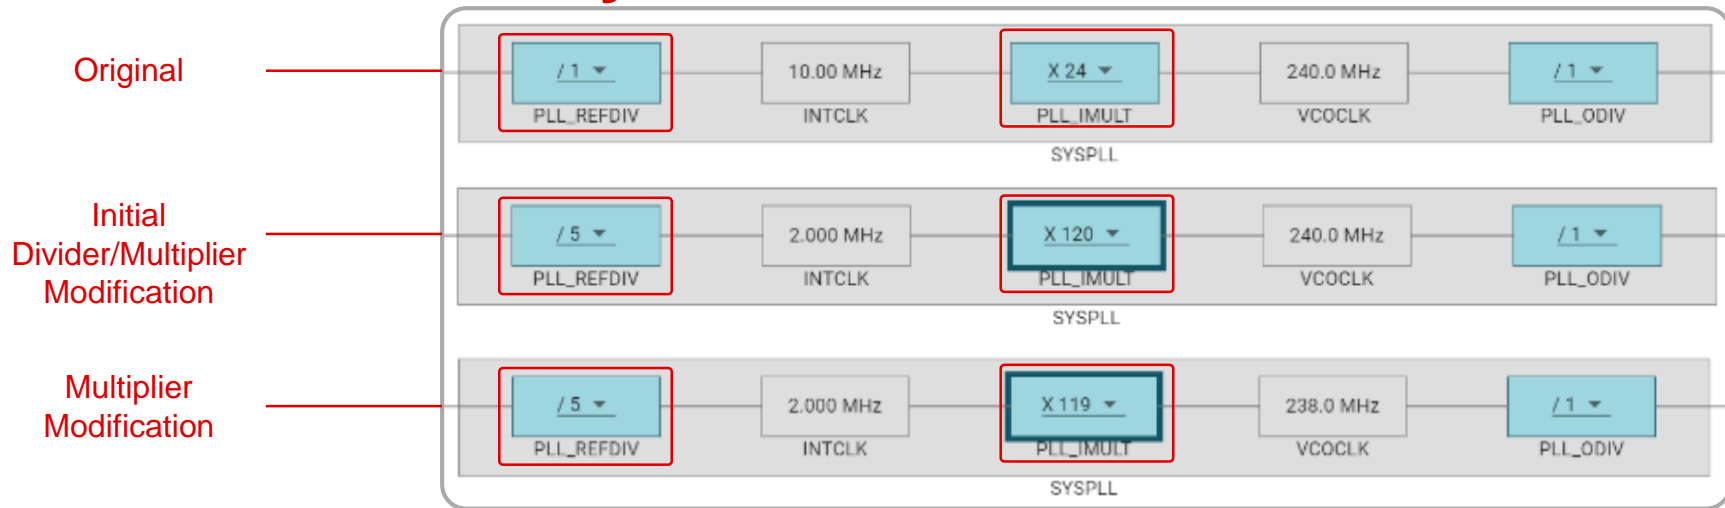 Original
/ 1
10.00 MHz
X 24
240.0 MHz
/ 1
PLL_REFDIV
INTCLK
PLL_IMULT
VCOCLK
PLL_ODIV
SYSPLL
Initial
Divider/Multiplier
Modification
/ 5
2.000 MHz
X 120
240.0 MHz
/ 1
PLL_REFDIV
INTCLK
PLL_IMULT
VCOCLK
PLL_ODIV
SYSPLL
Multiplier
Modification
/ 5
2.000 MHz
X 119
238.0 MHz
/ 1
PLL_REFDIV
INTCLK
PLL_IMULT
VCOCLK
PLL_ODIV
SYSPLL